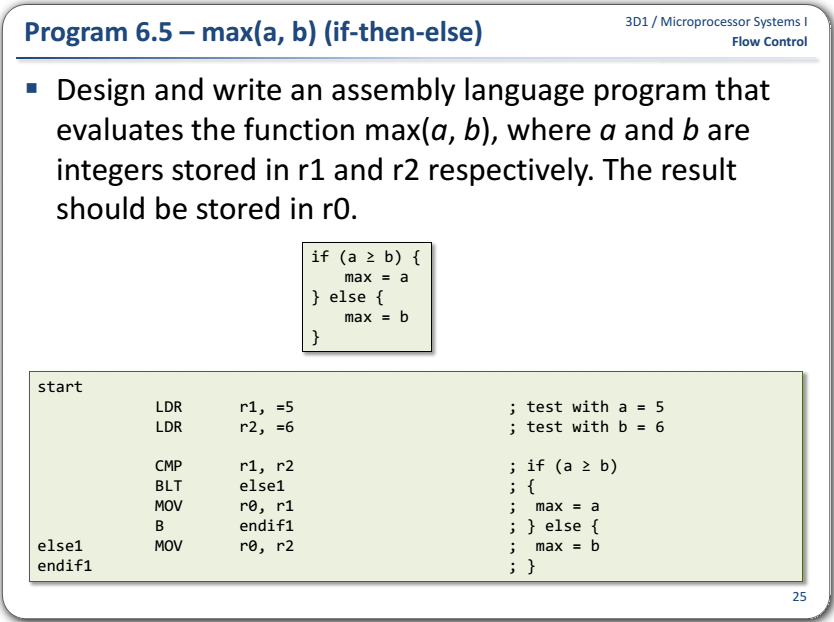 Program 6.5 – max(a, b) (if-then-else)
3D1 / Microprocessor Systems I
Flow Control
▪ Design and write an assembly language program that
evaluates the function max(a, b), where a and b are
integers stored in r1 and r2 respectively. The result
should be stored in r0.
if (a ≥ b) {
    max = a
} else {
    max = b
}
start
            LDR     r1, =5                          ; test with a = 5
            LDR     r2, =6                          ; test with b = 6
            CMP     r1, r2                          ; if (a ≥ b)
            BLT     else1                           ; {
            MOV     r0, r1                          ;  max = a
            B       endif1                          ; } else {
else1       MOV     r0, r2                          ;  max = b
endif1                                              ; }
25